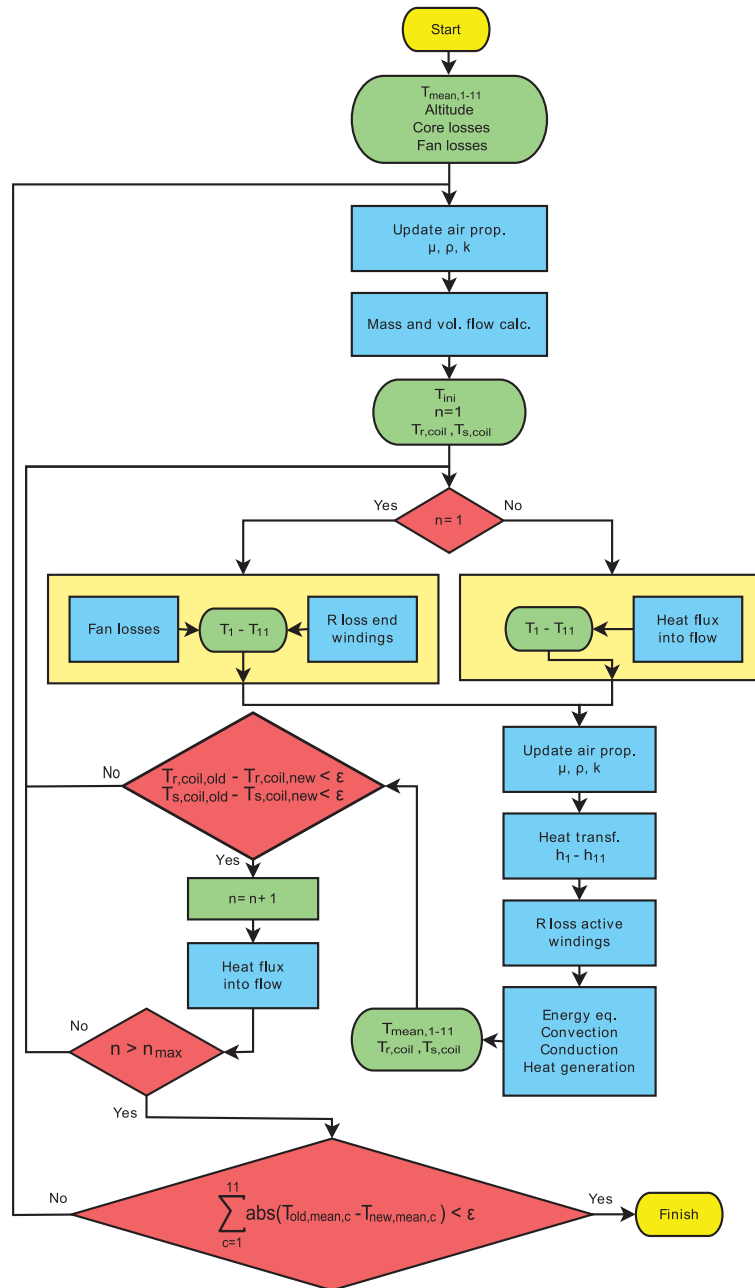 Start
T_mean,1-11
Altitude
Core losses
Fan losses
Update air prop.
μ, ρ, k
Mass and vol. flow calc.
T_ini
n=1
T_r,coil , T_s,coil
Yes
No
n= 1
Fan losses
T_1 - T_11
R loss end
windings
T_1 - T_11
Heat flux
into flow
Update air prop.
μ, ρ, k
No
T_r,coil,old - T_r,coil,new < ε
T_s,coil,old - T_s,coil,new < ε
Heat transf.
h_1 - h_11
Yes
n= n+ 1
R loss active
windings
Heat flux
into flow
Energy eq.
Convection
Conduction
Heat generation
T_mean,1-11
T_r,coil , T_s,coil
No
n > n_max
Yes
No
11
∑ abs(T_old,mean,c - T_new,mean,c ) < ε
c=1
Yes
Finish